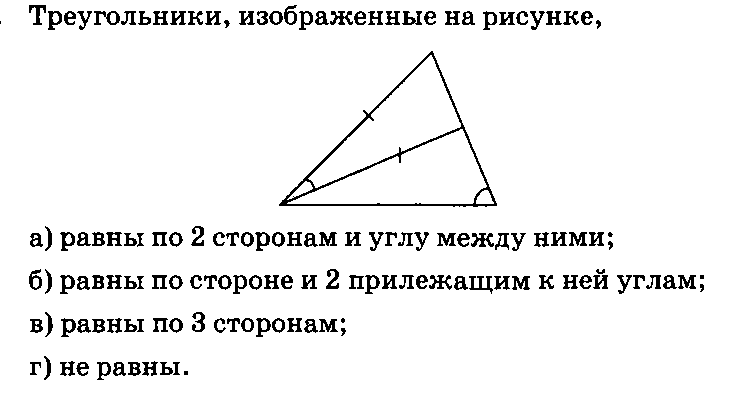 Треугольники, изображенные на рисунке,
а) равны по 2 сторонам и углу между ними;
б) равны по стороне и 2 прилежащим к ней углам;
в) равны по 3 сторонам;
г) не равны.